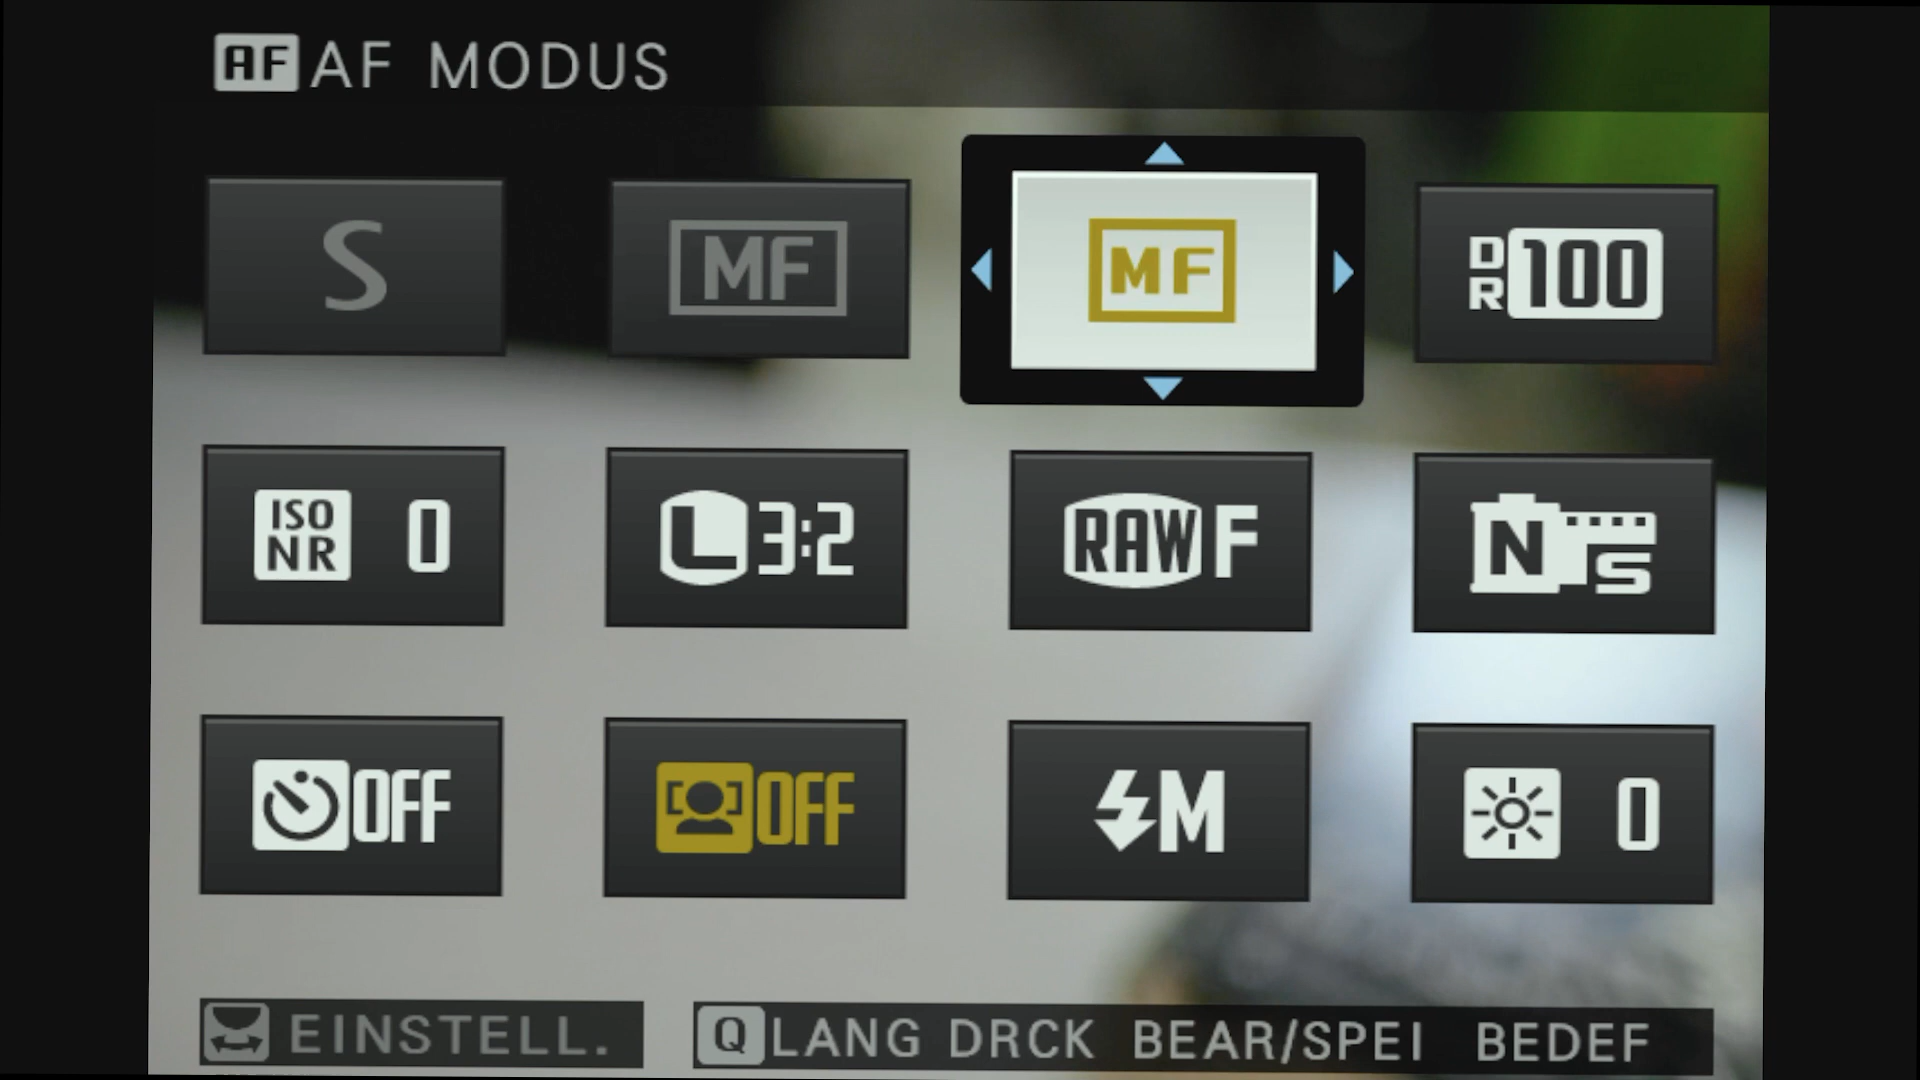 AF AF MODUS
S MF MF DR 100
ISO NR 0 L 3:2 RAW F N S
OFF OFF M 0
EINSTELL. Q LANG DRCK BEAR/SPEI BEDEF